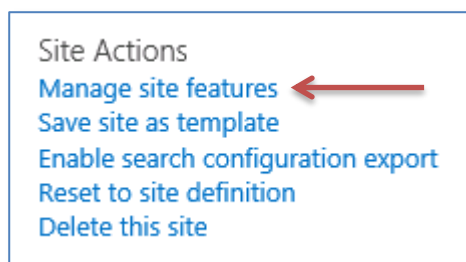 Site Actions
Manage site features
Save site as template
Enable search configuration export
Reset to site definition
Delete this site